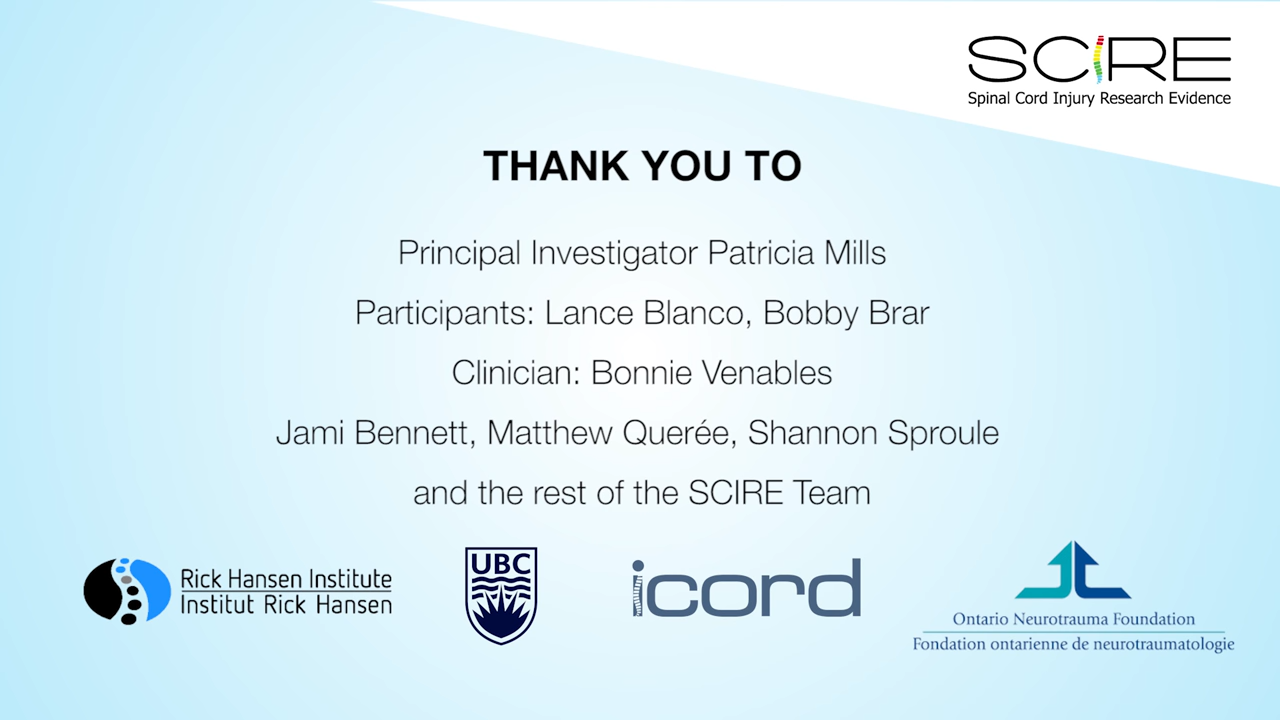 SCIRE
Spinal Cord Injury Research Evidence
THANK YOU TO
Principal Investigator Patricia Mills
Participants: Lance Blanco, Bobby Brar
Clinician: Bonnie Venables
Jami Bennett, Matthew Querée, Shannon Sproule
and the rest of the SCIRE Team
Rick Hansen Institute
Institut Rick Hansen
UBC
icord
Ontario Neurotrauma Foundation
Fondation ontarienne de neurotraumatologie